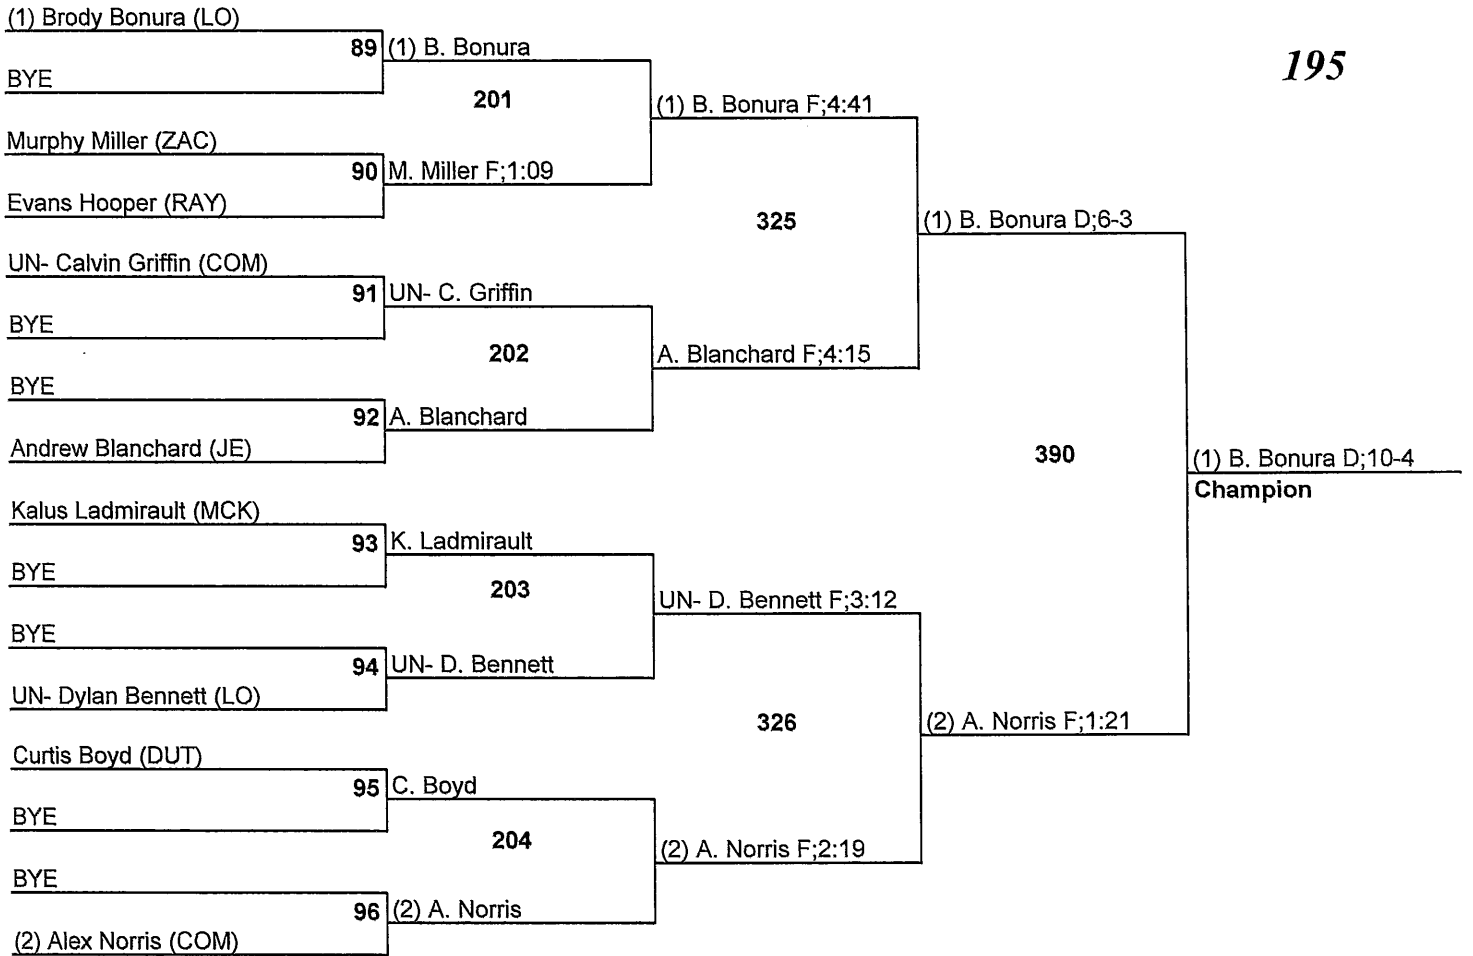 (1) Brody Bonura (LO)
89 (1) B. Bonura
195
BYE
201
(1) B. Bonura F;4:41
Murphy Miller (ZAC)
90 M. Miller F;1:09
Evans Hooper (RAY)
325
(1) B. Bonura D;6-3
UN- Calvin Griffin (COM)
91 UN- C. Griffin
BYE
202
A. Blanchard F;4:15
BYE
92 A. Blanchard
Andrew Blanchard (JE)
390
(1) B. Bonura D;10-4
Champion
Kalus Ladmirault (MCK)
93 K. Ladmirault
BYE
203
UN- D. Bennett F;3:12
BYE
94 UN- D. Bennett
UN- Dylan Bennett (LO)
326
(2) A. Norris F;1:21
Curtis Boyd (DUT)
95 C. Boyd
BYE
204
(2) A. Norris F;2:19
BYE
96 (2) A. Norris
(2) Alex Norris (COM)